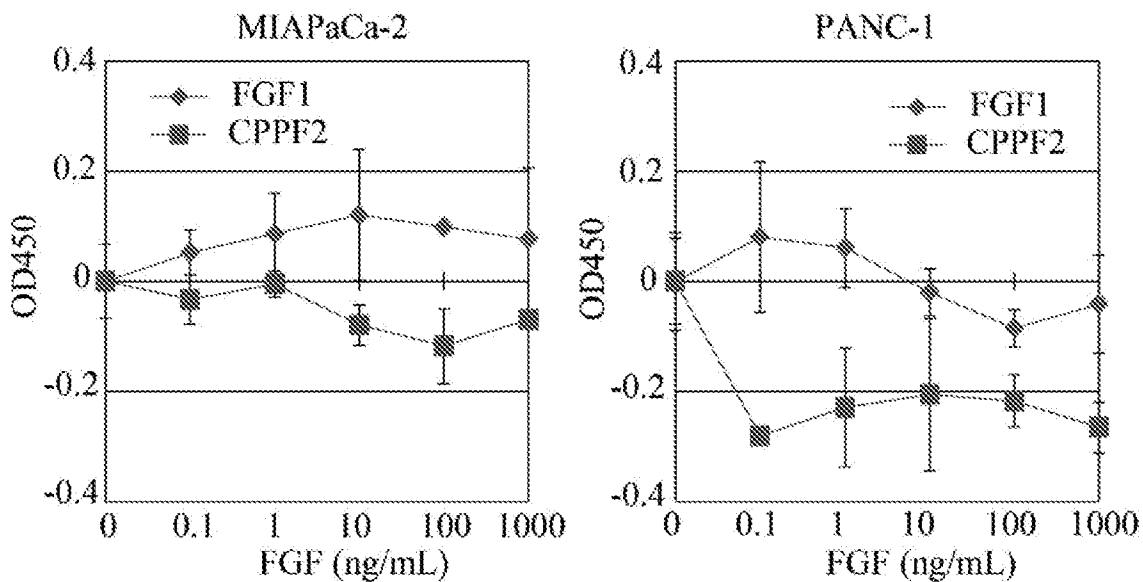 MIAPaCa-2
0.4
0.2
0
-0.2
-0.4
OD450
FGF1
CPPF2
0 0.1 1 10 100 1000
FGF (ng/mL)
PANC-1
0.4
0.2
0
-0.2
-0.4
OD450
FGF1
CPPF2
0 0.1 1 10 100 1000
FGF (ng/mL)